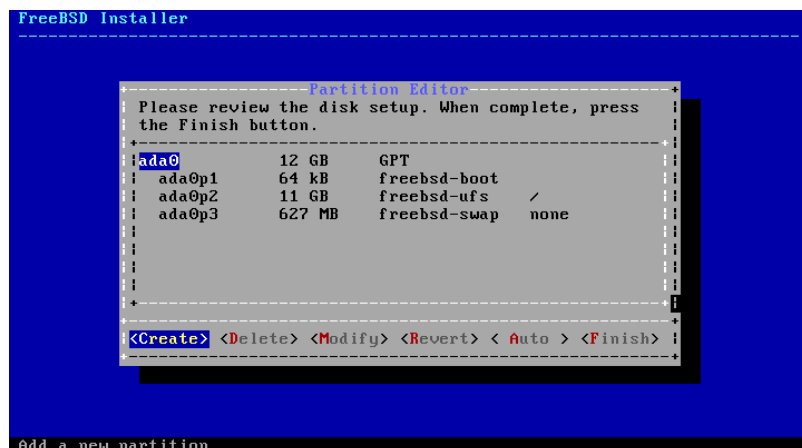 FreeBSD Installer
Partition Editor
Please review the disk setup. When complete, press
the Finish button.
ada0 12 GB GPT
ada0p1 64 kB freebsd-boot
ada0p2 11 GB freebsd-ufs /
ada0p3 627 MB freebsd-swap none
<Create> <Delete> <Modify> <Revert> < Auto > <Finish>
Add a new partition